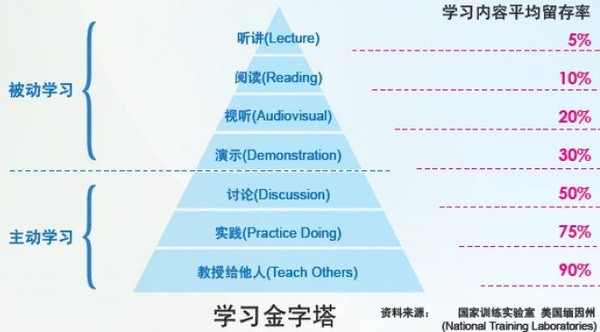 学习内容平均留存率
听讲(Lecture) 5%
阅读(Reading) 10%
被动学习
视听(Audiovisual) 20%
演示(Demonstration) 30%
讨论(Discussion) 50%
主动学习
实践(Practice Doing) 75%
教授给他人(Teach Others) 90%
学习金字塔
资料来源： 国家训练实验室 美国缅因州
(National Training Laboratories)